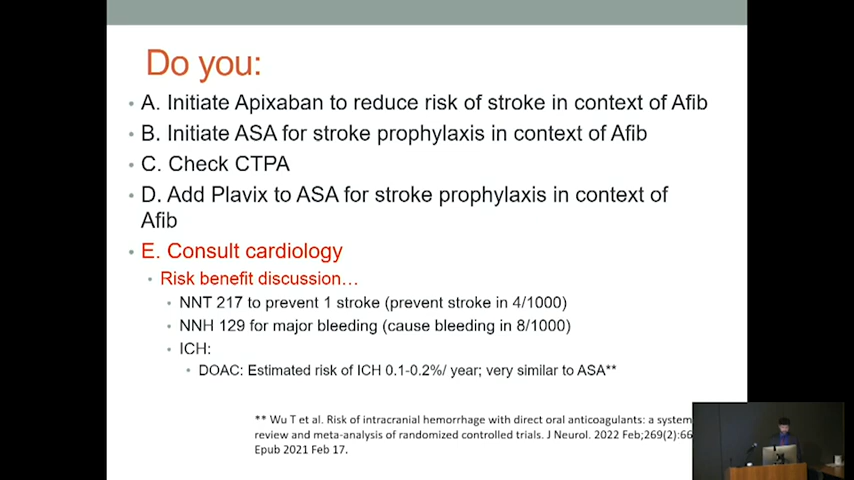 Do you:
• A. Initiate Apixaban to reduce risk of stroke in context of Afib
• B. Initiate ASA for stroke prophylaxis in context of Afib
• C. Check CTPA
• D. Add Plavix to ASA for stroke prophylaxis in context of
Afib
• E. Consult cardiology
• Risk benefit discussion…
• NNT 217 to prevent 1 stroke (prevent stroke in 4/1000)
• NNH 129 for major bleeding (cause bleeding in 8/1000)
• ICH:
• DOAC: Estimated risk of ICH 0.1-0.2%/ year; very similar to ASA**
** Wu T et al. Risk of intracranial hemorrhage with direct oral anticoagulants: a system
review and meta-analysis of randomized controlled trials. J Neurol. 2022 Feb;269(2):66
Epub 2021 Feb 17.